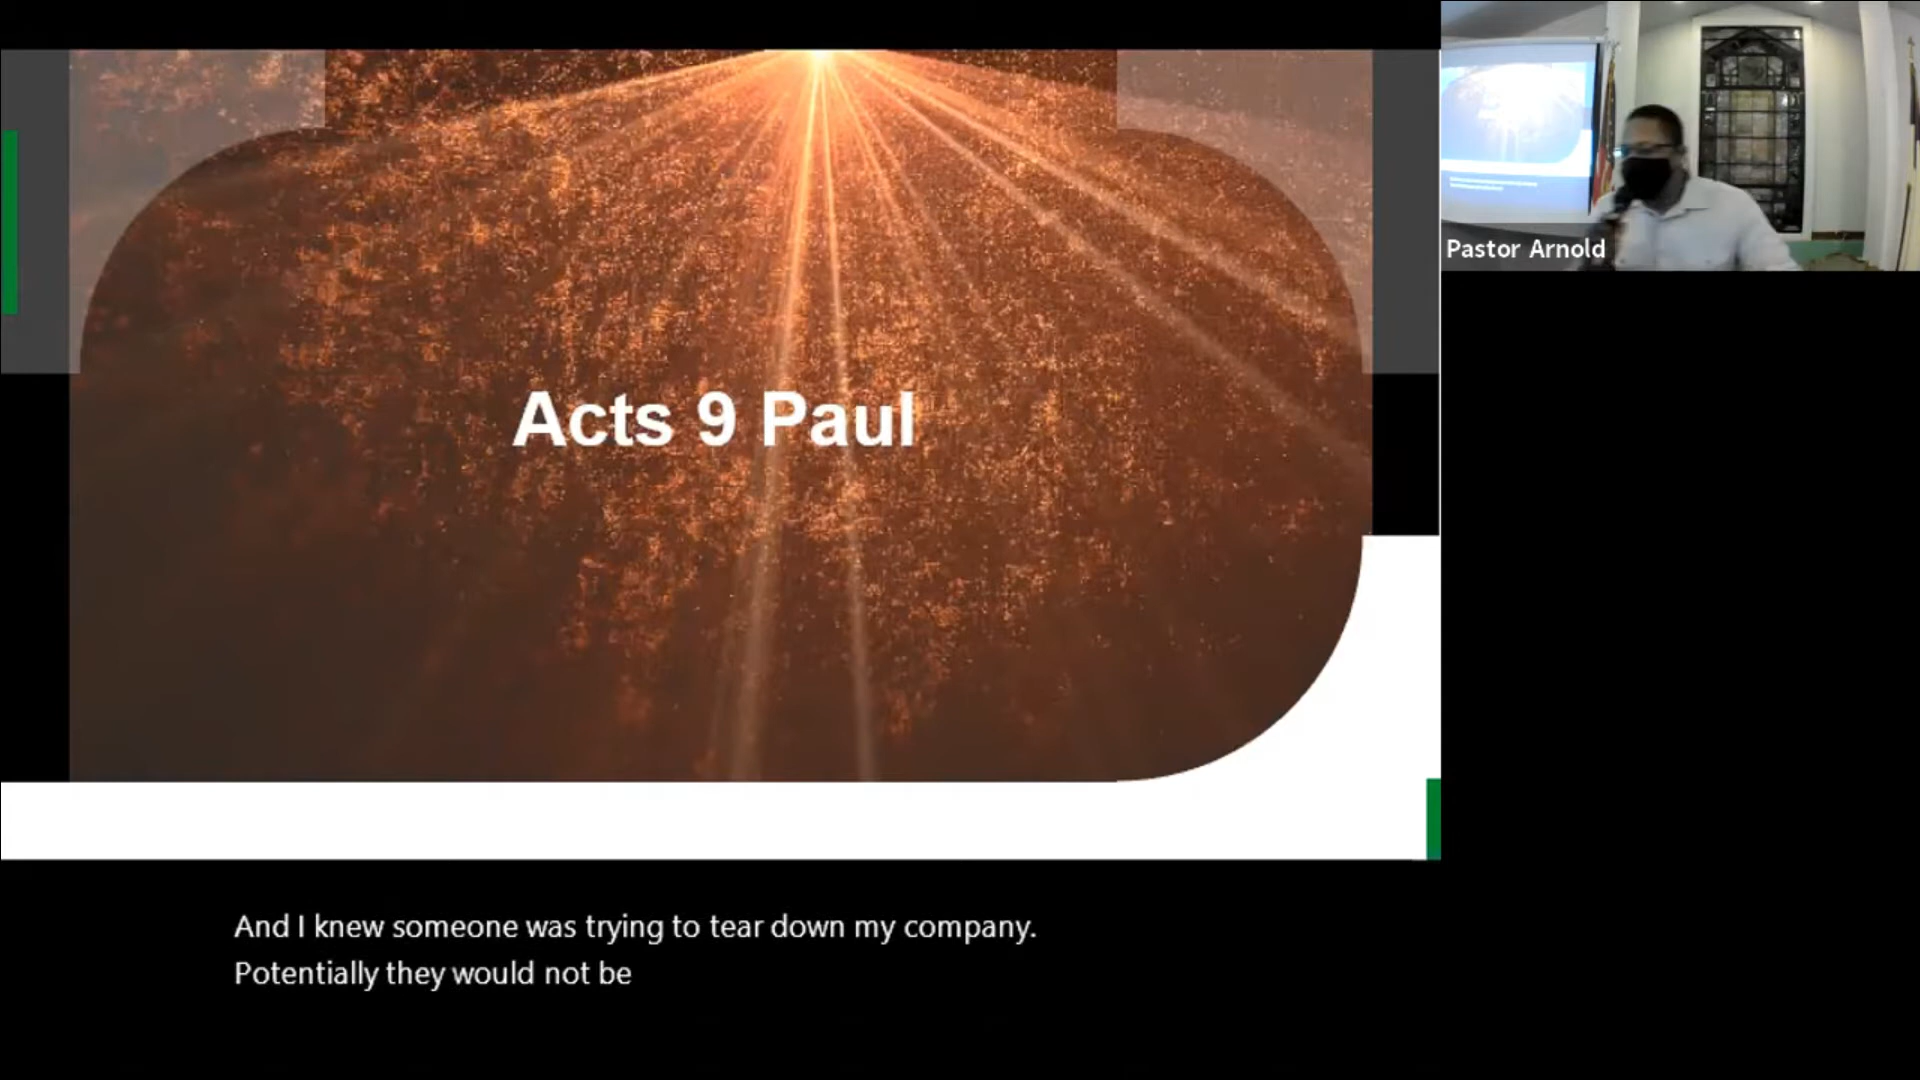 Acts 9 Paul
Pastor Arnold
And I knew someone was trying to tear down my company.
Potentially they would not be